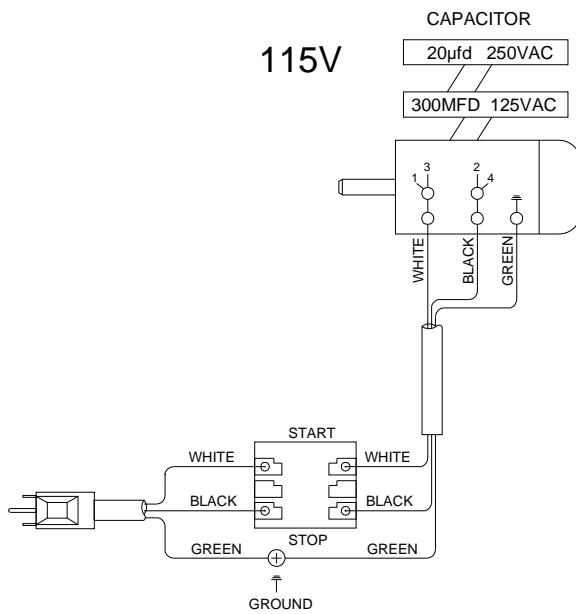 CAPACITOR
115V
20µfd 250VAC
300MFD 125VAC
3 2
1 4
WHITE
BLACK
GREEN
START
WHITE WHITE
BLACK BLACK
STOP
GREEN GREEN
GROUND